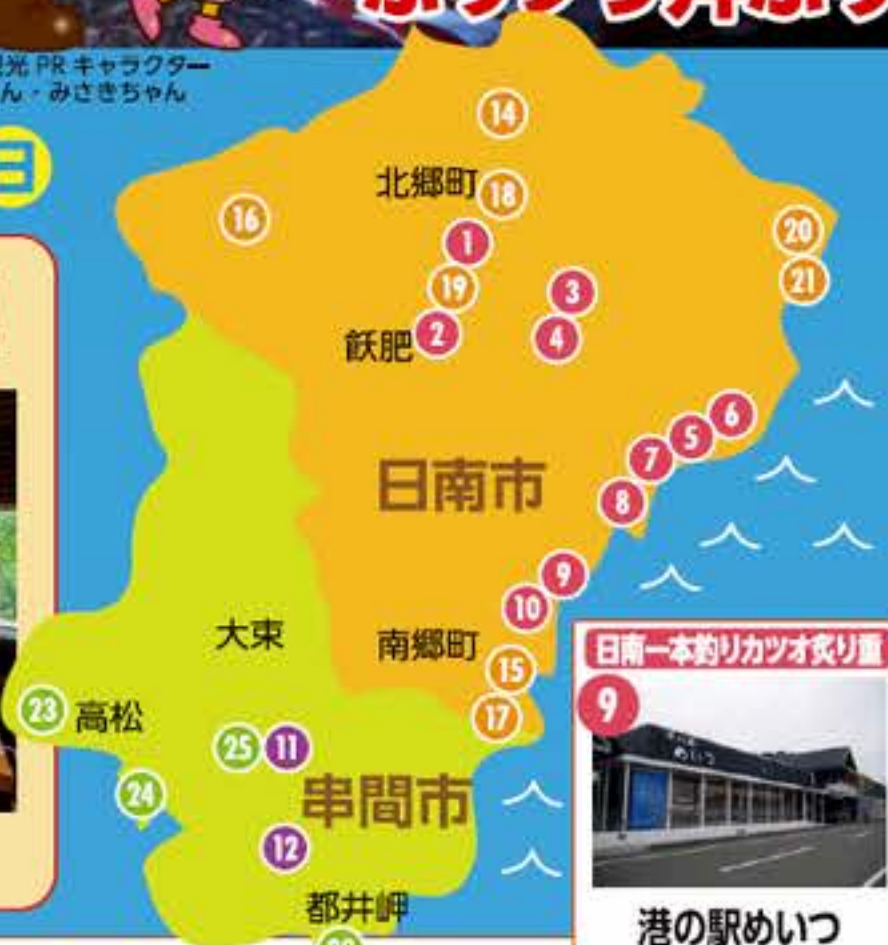 観光 PR キャラクター
ん・みさきちゃん
日
14
北郷町
18
16
1
20
19
3
21
飫肥
2
4
6
5
7
日南市
8
9
10
大東
南郷町
15
日南一本釣りカツオ炙り重
9
23
高松
17
25
11
24
串間市
12
都井岬
港の駅めいつ